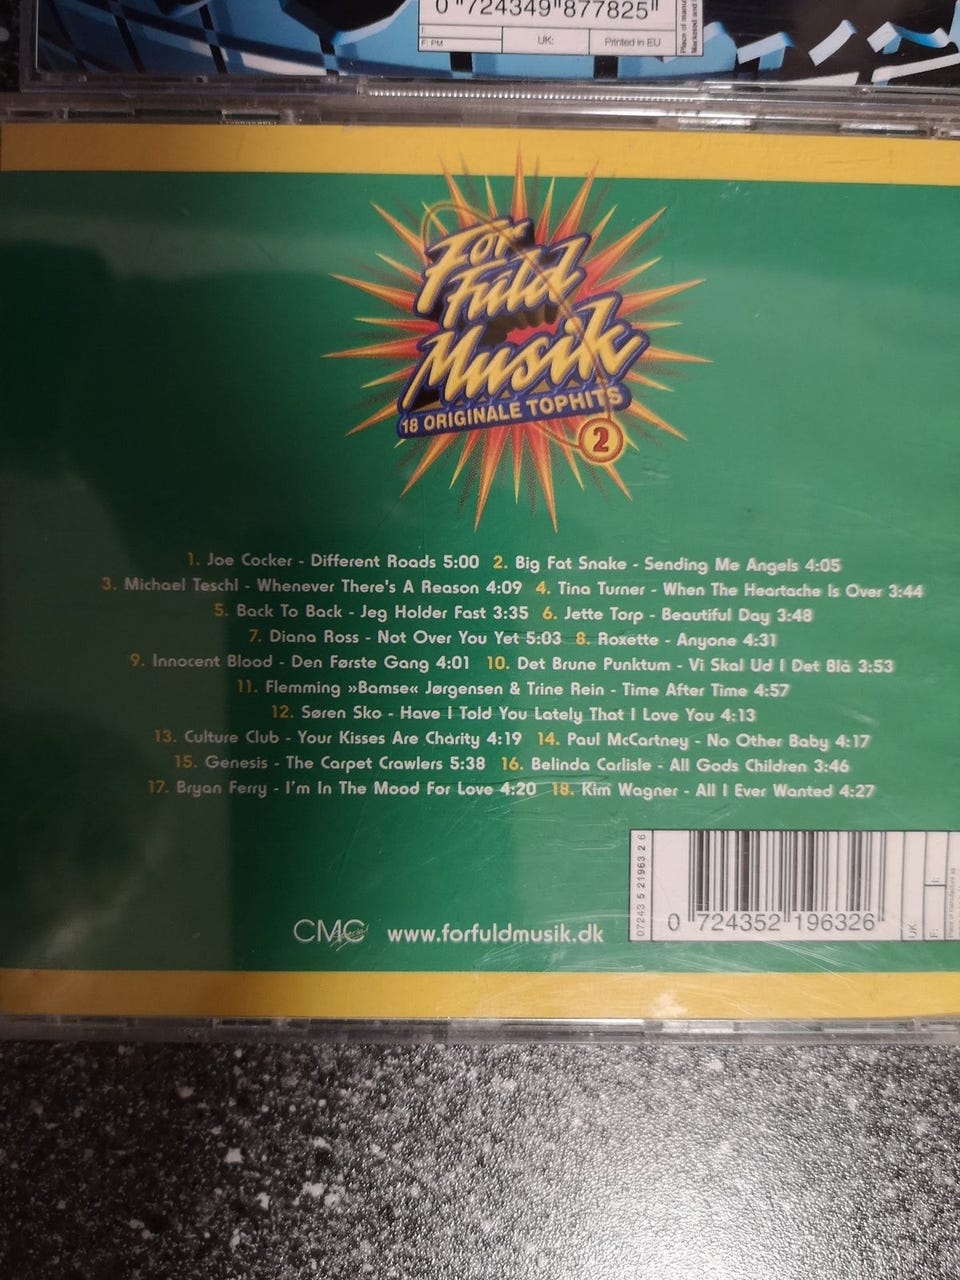 0 724349 877825
F: PM
UK:
Printed in EU
For
Fuld
Musik
18 ORIGINALE TOPHITS
2
1. Joe Cocker - Different Roads 5:00 2. Big Fat Snake - Sending Me Angels 4:05
3. Michael Teschl - Whenever There's A Reason 4:09 4. Tina Turner - When The Heartache Is Over 3:44
5. Back To Back - Jeg Holder Fast 3:35 6. Jette Torp - Beautiful Day 3:48
7. Diana Ross - Not Over You Yet 5:03 8. Roxette - Anyone 4:31
9. Innocent Blood - Den Første Gang 4:01 10. Det Brune Punktum - Vi Skal Ud I Det Blå 3:53
11. Flemming »Bamse« Jørgensen & Trine Rein - Time After Time 4:57
12. Søren Sko - Have I Told You Lately That I Love You 4:13
13. Culture Club - Your Kisses Are Charity 4:19 14. Paul McCartney - No Other Baby 4:17
15. Genesis - The Carpet Crawlers 5:38 16. Belinda Carlisle - All Gods Children 3:46
17. Bryan Ferry - I'm In The Mood For Love 4:20 18. Kim Wagner - All I Ever Wanted 4:27
CMC www.forfuldmusik.dk
07243 5 21963 2 6
0 724352 196326
UK:
F: